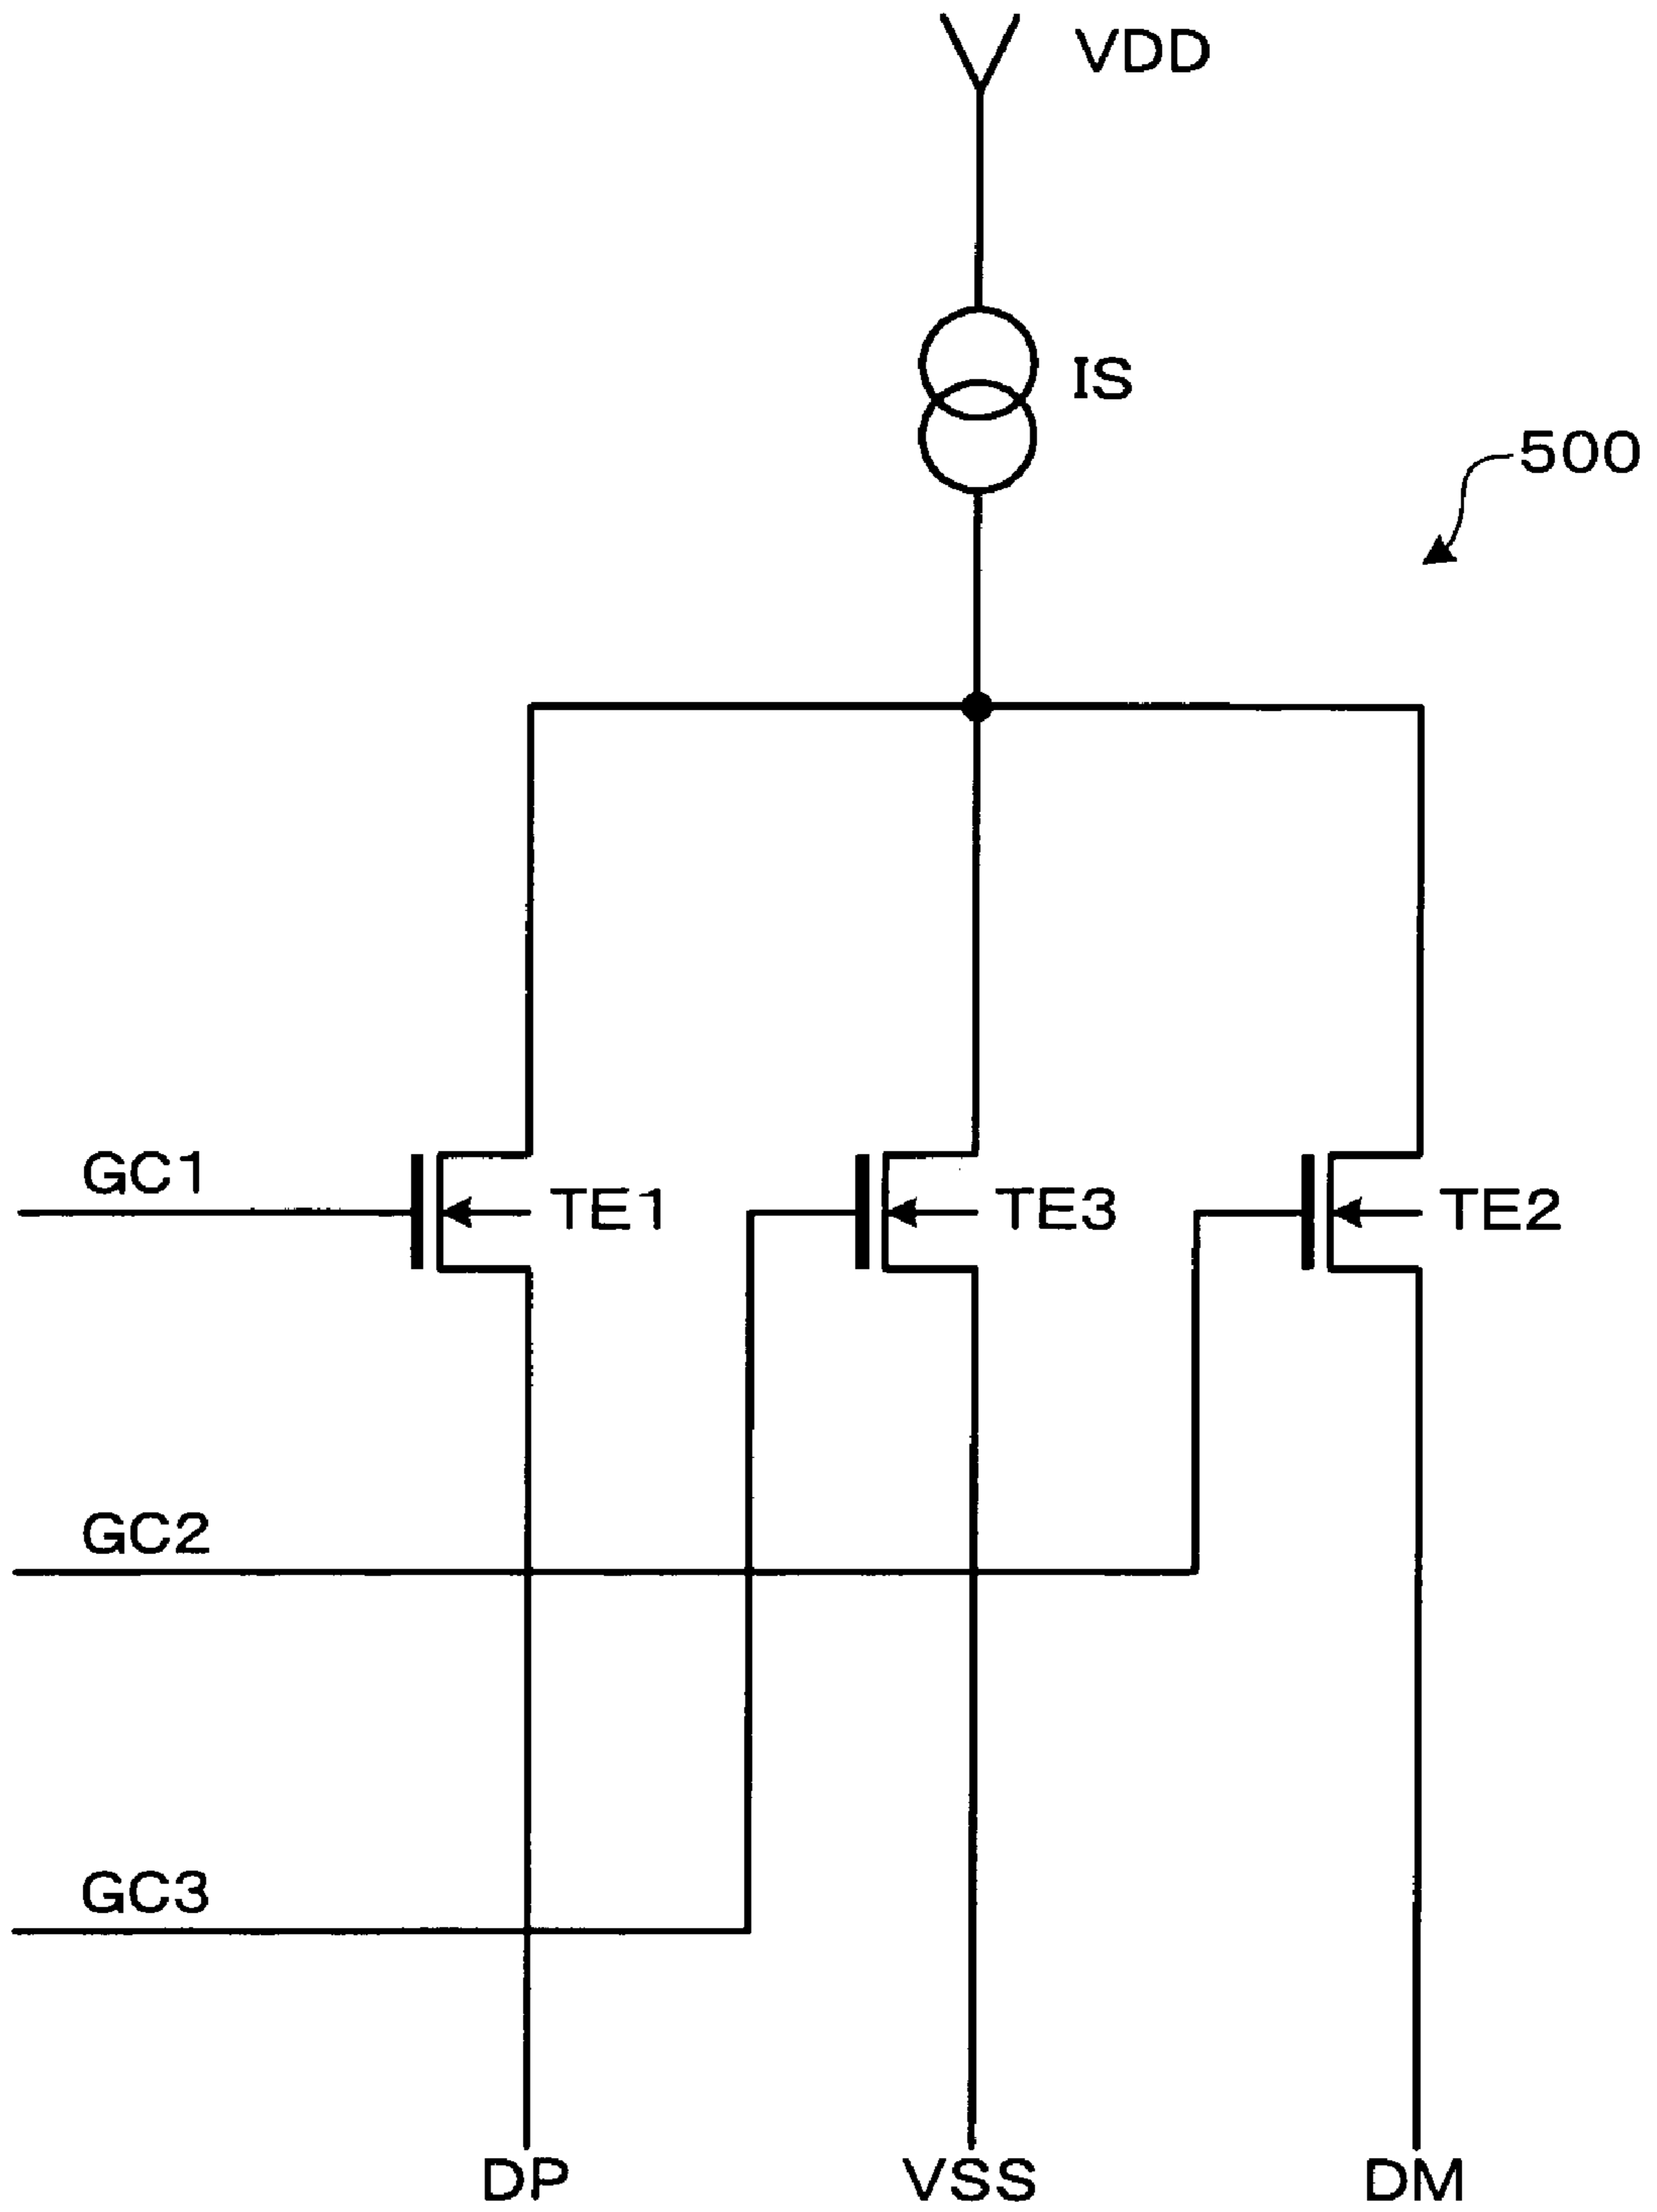 VDD
IS
500
GC1
TE1
TE3
TE2
GC2
GC3
DP
VSS
DM